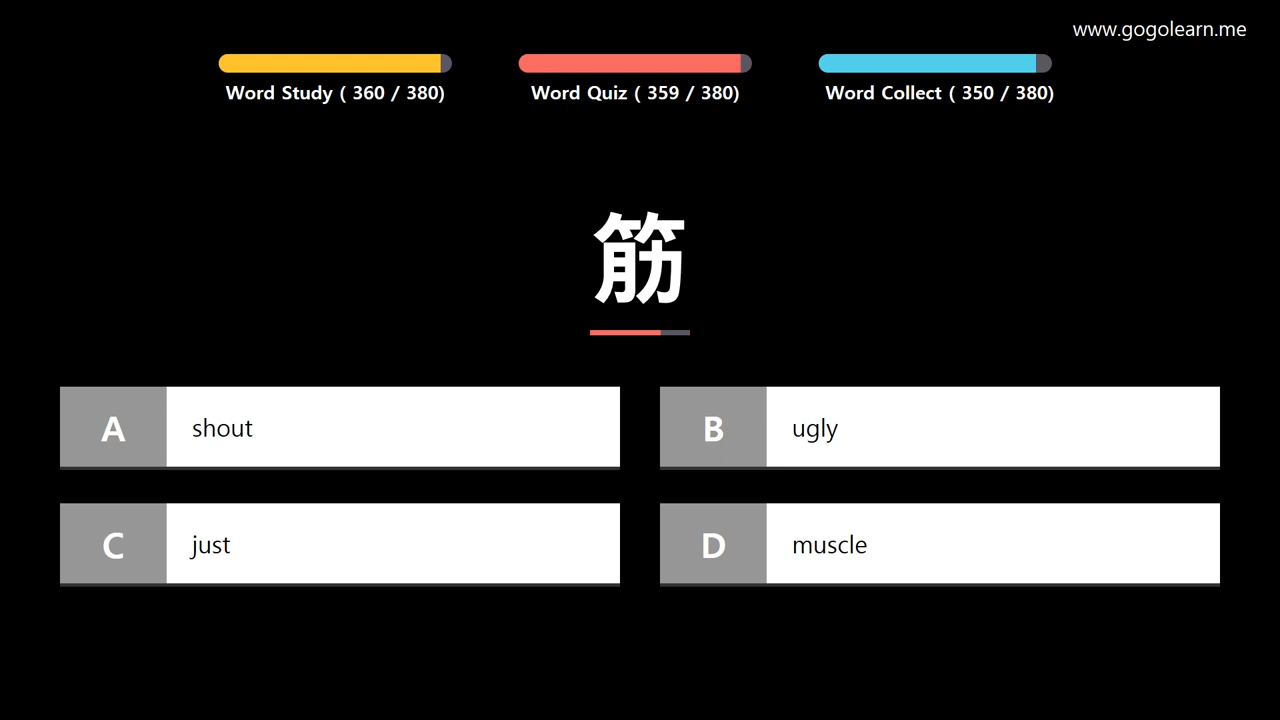 www.gogolearn.me
Word Study ( 360 / 380)
Word Quiz ( 359 / 380)
Word Collect ( 350 / 380)
筋
A shout
B ugly
C just
D muscle